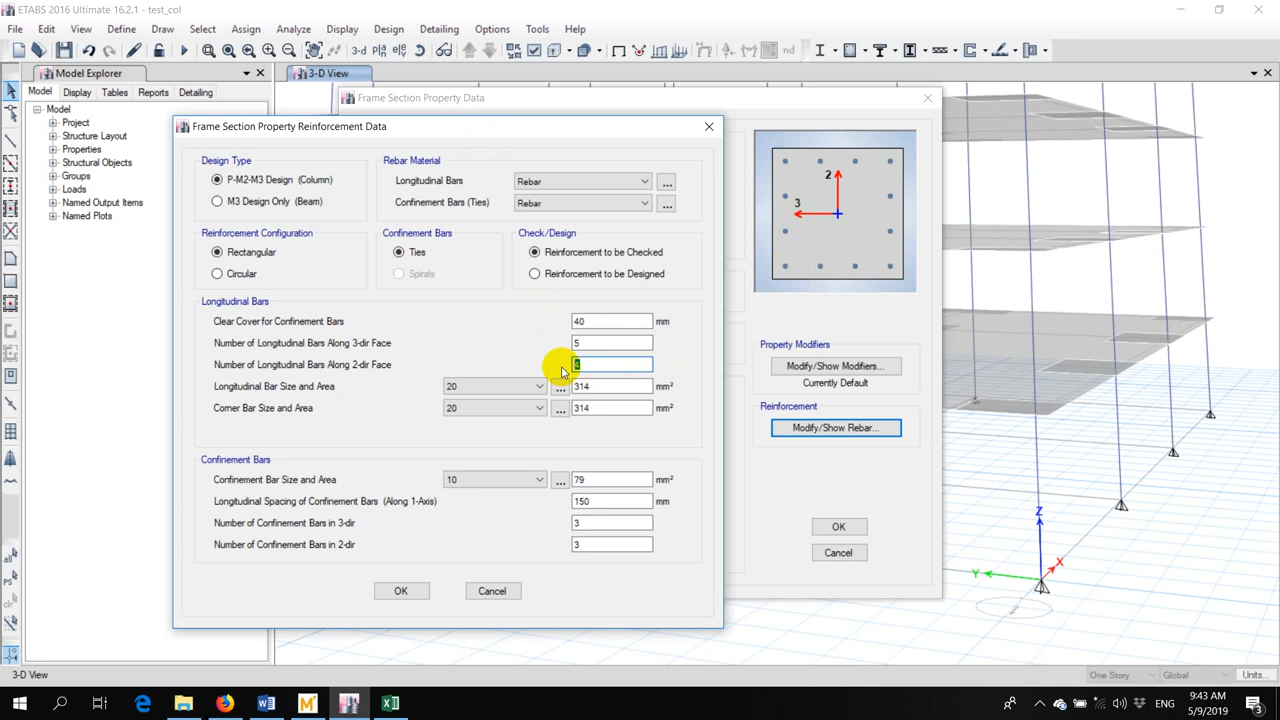 ETABS 2016 Ultimate 16.2.1 - test_col
File Edit View Define Draw Select Assign Analyze Display Design Detailing Options Tools Help
3-d nd
Model Explorer
3-D View
Model Display Tables Reports Detailing
Model
Project
Structure Layout
Properties
Structural Objects
Groups
Loads
Named Output Items
Named Plots
Frame Section Property Data
Frame Section Property Reinforcement Data
Design Type
P-M2-M3 Design (Column)
M3 Design Only (Beam)
Rebar Material
Longitudinal Bars Rebar ...
Confinement Bars (Ties) Rebar ...
Reinforcement Configuration
Rectangular
Circular
Confinement Bars
Ties
Spirals
Check/Design
Reinforcement to be Checked
Reinforcement to be Designed
Longitudinal Bars
Clear Cover for Confinement Bars 40 mm
Number of Longitudinal Bars Along 3-dir Face 5
Number of Longitudinal Bars Along 2-dir Face
Longitudinal Bar Size and Area 20 ... 314 mm²
Corner Bar Size and Area 20 ... 314 mm²
Confinement Bars
Confinement Bar Size and Area 10 ... 79 mm²
Longitudinal Spacing of Confinement Bars (Along 1-Axis) 150 mm
Number of Confinement Bars in 3-dir 3
Number of Confinement Bars in 2-dir 3
OK Cancel
2
3
Property Modifiers
Modify/Show Modifiers...
Currently Default
Reinforcement
Modify/Show Rebar...
OK
Cancel
Z
Y
X
all
PS
clr
3-D View One Story Global Units...
ENG
9:43 AM
5/9/2019
3